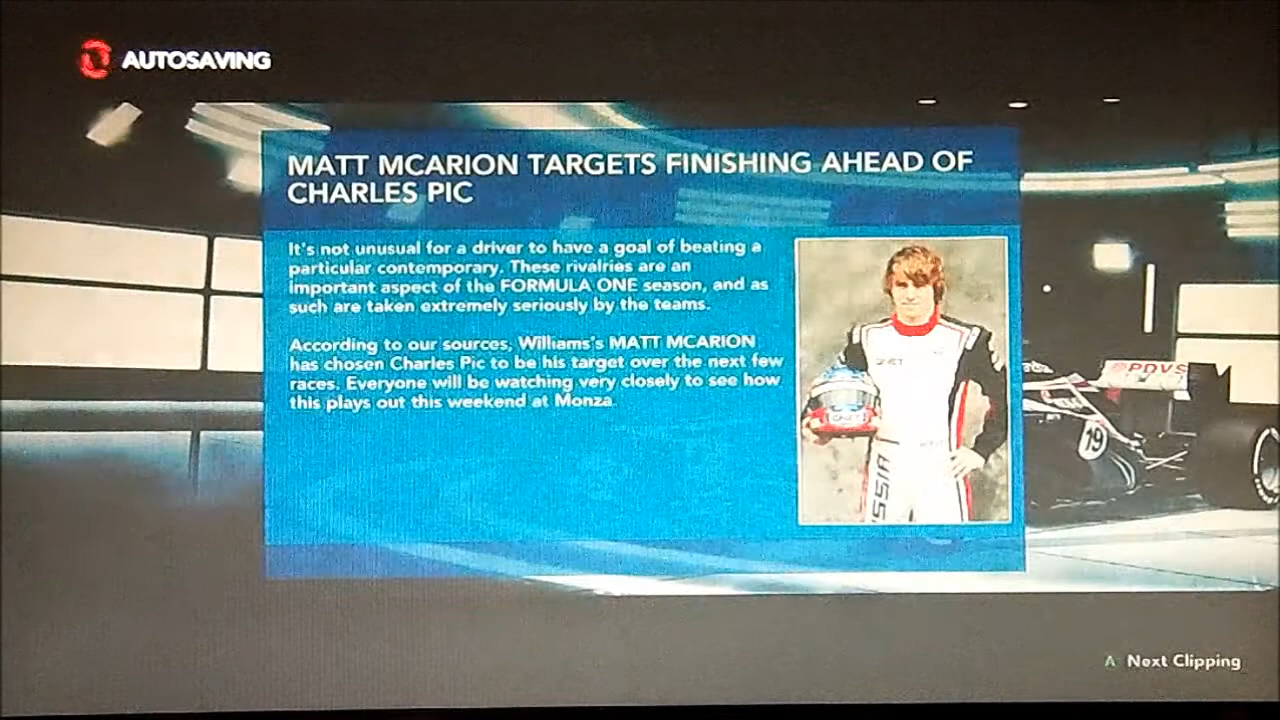 AUTOSAVING
MATT MCARION TARGETS FINISHING AHEAD OF
CHARLES PIC
It's not unusual for a driver to have a goal of beating a
particular contemporary. These rivalries are an
important aspect of the FORMULA ONE season, and as
such are taken extremely seriously by the teams.
According to our sources, Williams's MATT MCARION
has chosen Charles Pic to be his target over the next few
races. Everyone will be watching very closely to see how
this plays out this weekend at Monza.
SSIA
PDVSA
19
A Next Clipping